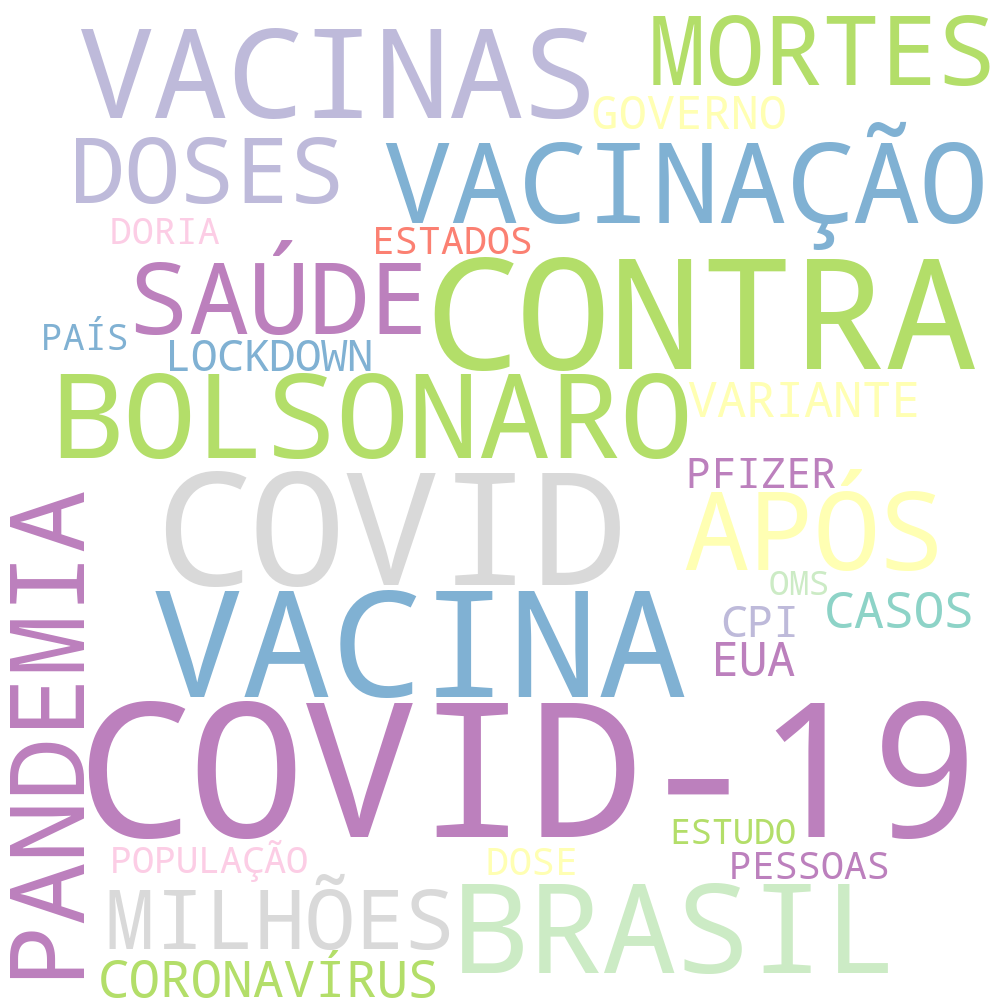 VACINAS
MORTES
GOVERNO
DOSES
VACINAÇÃO
DORIA
ESTADOS
SAÚDE
CONTRA
PAÍS
LOCKDOWN
BOLSONARO
VARIANTE
PFIZER
COVID
APÓS
PANDEMIA
OMS
VACINA
CASOS
CPI
EUA
COVID-19
ESTUDO
POPULAÇÃO
DOSE
PESSOAS
MILHÕES
BRASIL
CORONAVÍRUS